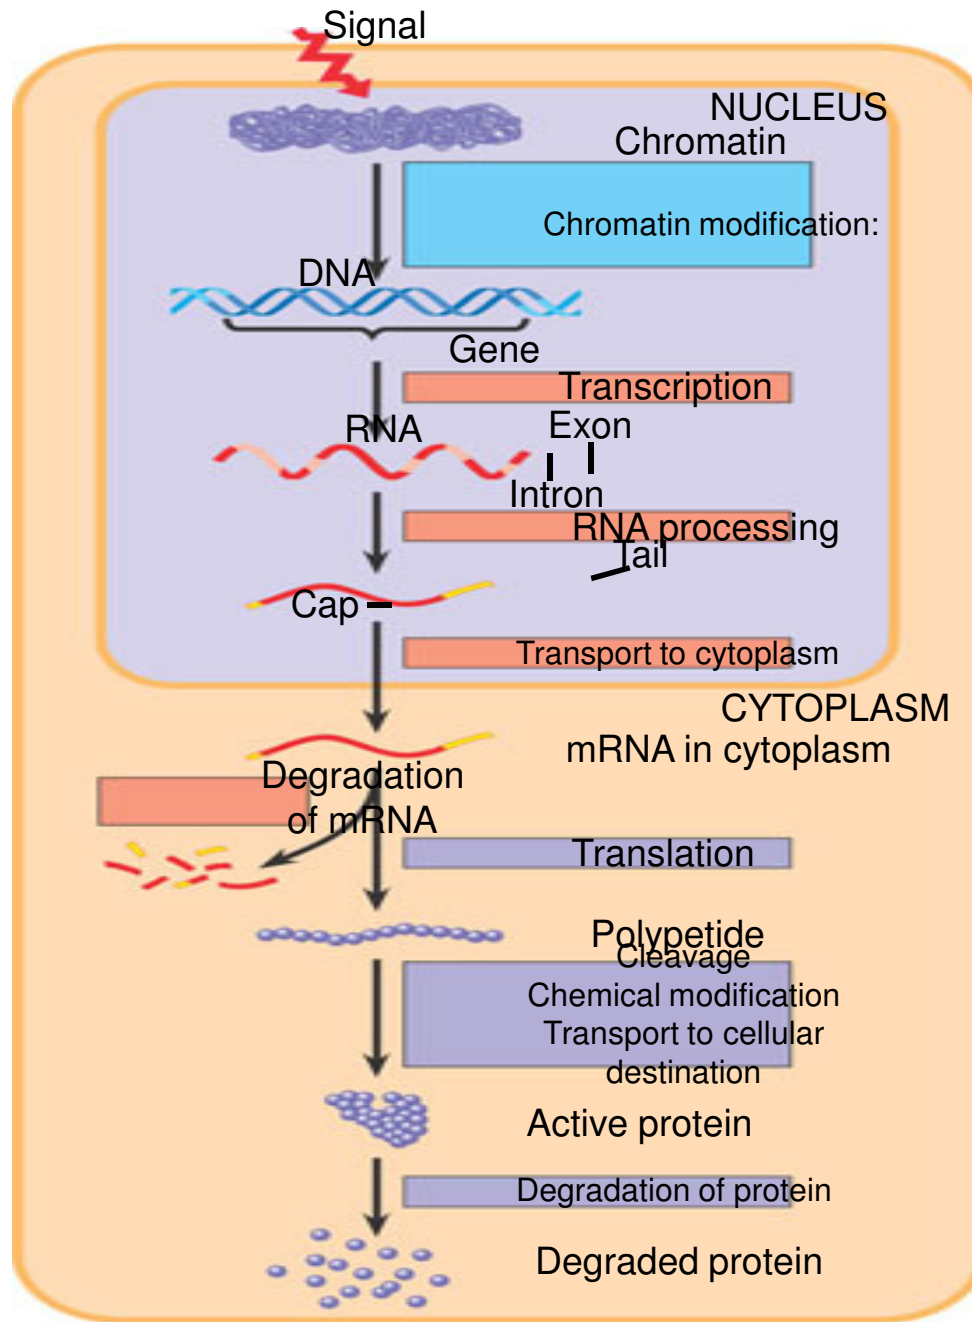 Signal
NUCLEUS
Chromatin
Chromatin modification:
DNA
Gene
Transcription
RNA
Exon
Intron
RNA processing
Tail
Cap
Transport to cytoplasm
CYTOPLASM
mRNA in cytoplasm
Degradation
of mRNA
Translation
Polypetide
Cleavage
Chemical modification
Transport to cellular
destination
Active protein
Degradation of protein
Degraded protein